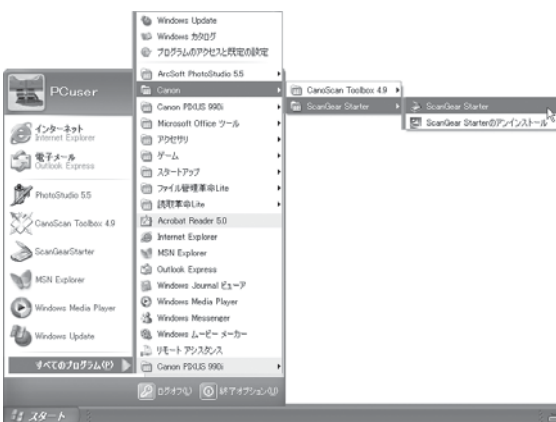 PCuser
インターネット
Internet Explorer
電子メール
Outlook Express
PhotoStudio 5.5
CanoScan Toolbox 4.9
ScanGearStarter
MSN Explorer
Windows Media Player
Windows Update
すべてのプログラム(P)
Windows Update
Windows カタログ
プログラムのアクセスと既定の設定
ArcSoft PhotoStudio 5.5
Canon
Canon PIXUS 990i
Microsoft Office ツール
アクセサリ
ゲーム
スタートアップ
ファイル管理革命Lite
読取革命Lite
Acrobat Reader 5.0
Internet Explorer
MSN Explorer
Outlook Express
Windows Journal ビューア
Windows Media Player
Windows Messenger
Windows ムービー メーカー
リモート アシスタンス
Canon PIXUS 990i
CanoScan Toolbox 4.9
ScanGear Starter
ScanGear Starter
ScanGear Starterのアンインストール
ログオフ(L)
終了オプション(U)
スタート